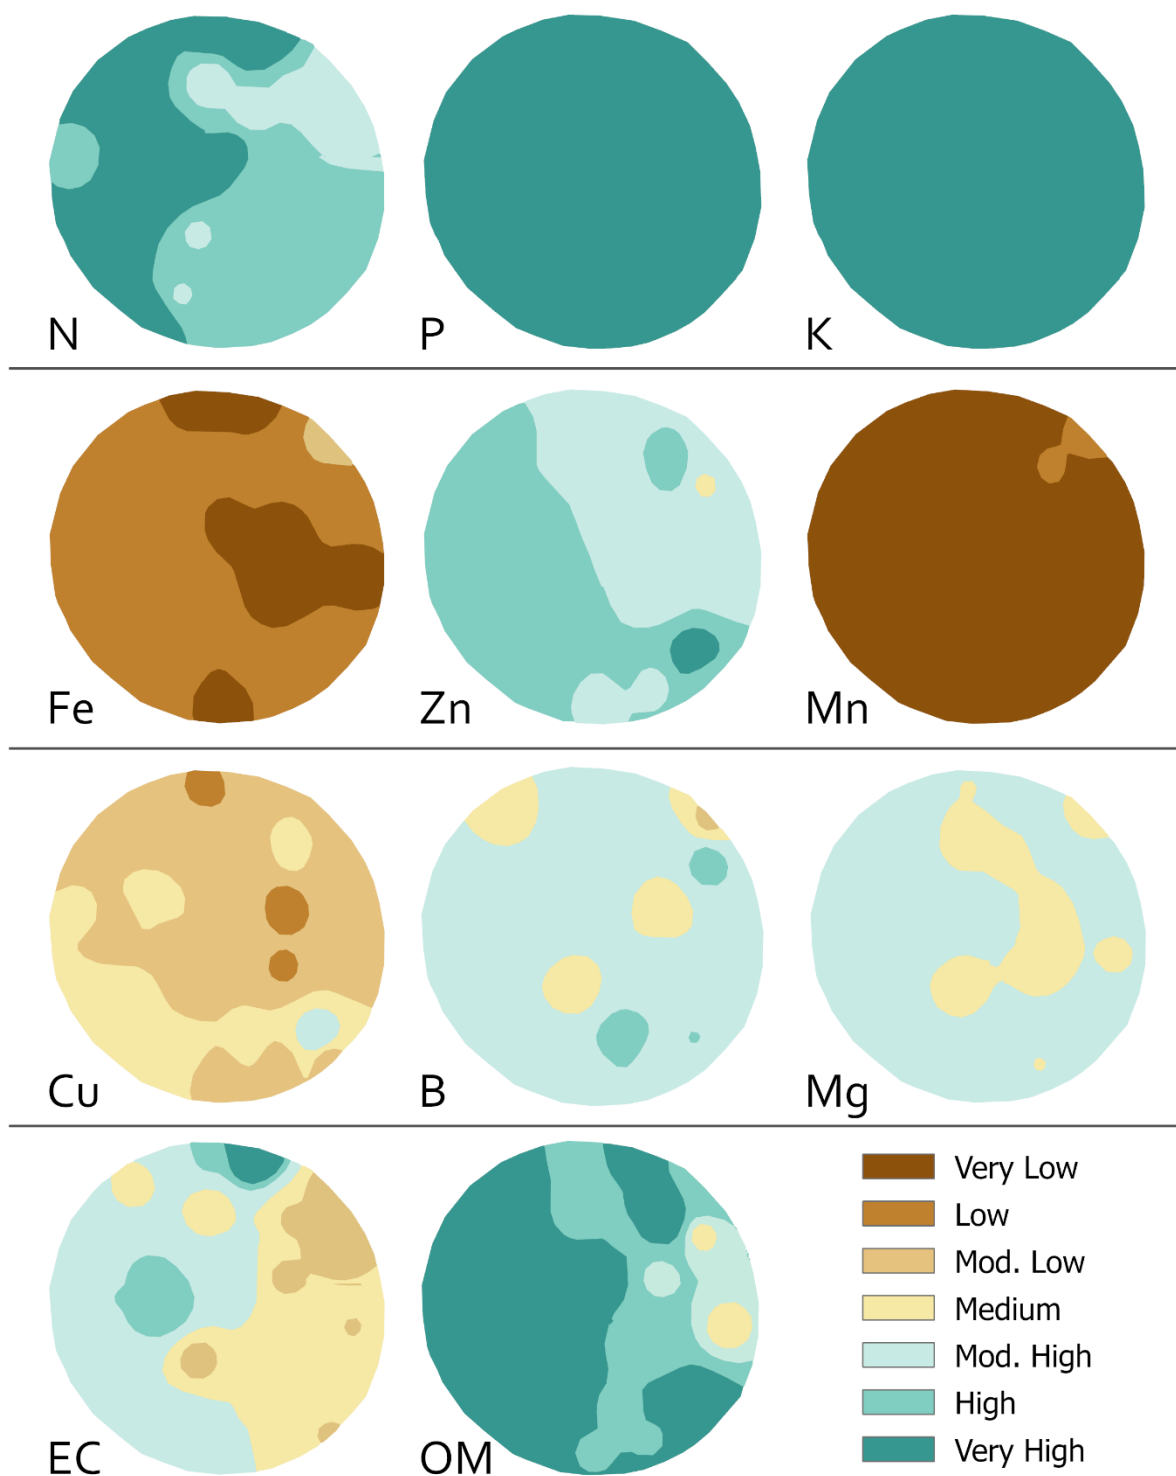 N P K
Fe Zn Mn
Cu B Mg
EC OM
Very Low
Low
Mod. Low
Medium
Mod. High
High
Very High